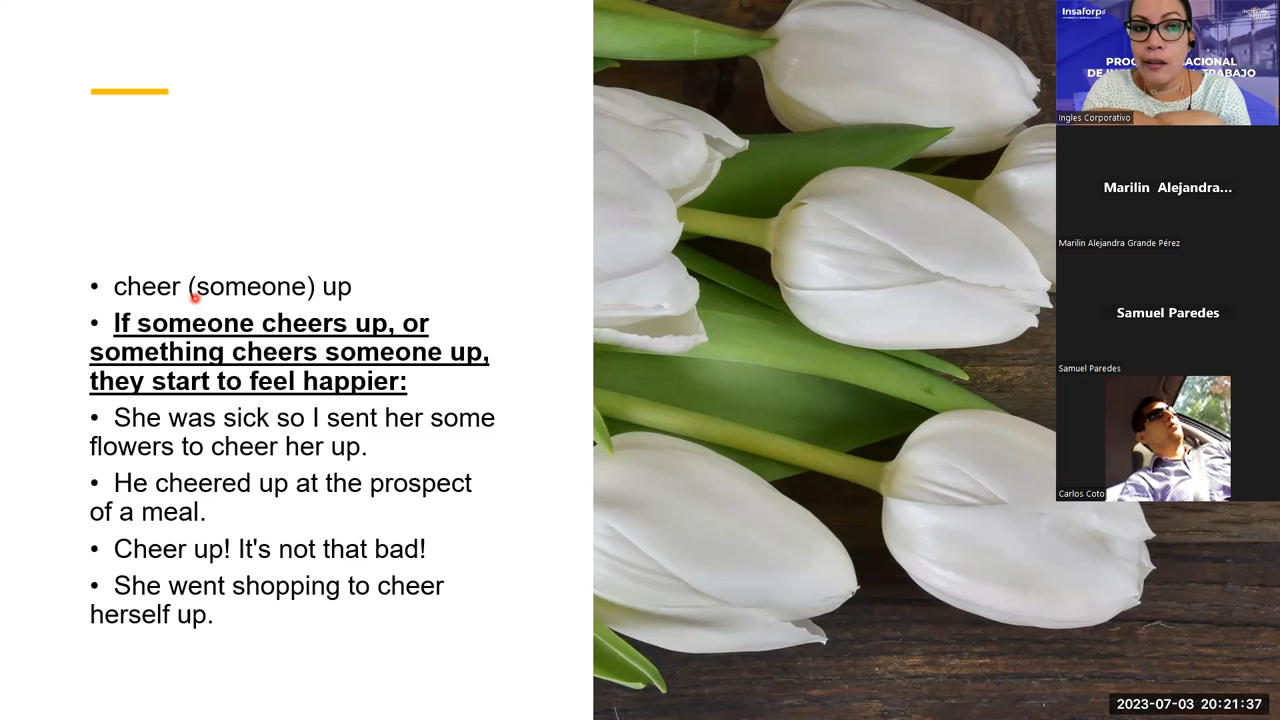 • cheer (someone) up
• If someone cheers up, or
something cheers someone up,
they start to feel happier:
• She was sick so I sent her some
flowers to cheer her up.
• He cheered up at the prospect
of a meal.
• Cheer up! It's not that bad!
• She went shopping to cheer
herself up.
Insaforp
Ingles Corporativo
Marilin Alejandra...
Marilin Alejandra Grande Pérez
Samuel Paredes
Samuel Paredes
Carlos Coto
2023-07-03 20:21:37